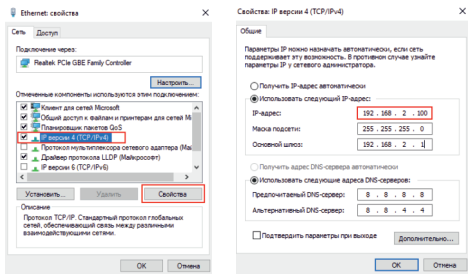 Ethernet: свойства
Сеть Доступ
Подключение через:
Realtek PCIe GBE Family Controller
Настроить...
Отмеченные компоненты используются этим подключением:
Клиент для сетей Microsoft
Общий доступ к файлам и принтерам для сетей Mi
Планировщик пакетов QoS
IP версии 4 (TCP/IPv4)
Протокол мультиплексора сетевого адаптера (Май
Драйвер протокола LLDP (Майкрософт)
IP версии 6 (TCP/IPv6)
Установить... Удалить Свойства
Описание
Протокол TCP/IP. Стандартный протокол глобальных
сетей, обеспечивающий связь между различными
взаимодействующими сетями.
OK Отмена
Свойства: IP версии 4 (TCP/IPv4)
Общие
Параметры IP можно назначать автоматически, если сеть
поддерживает эту возможность. В противном случае узнайте
параметры IP у сетевого администратора.
Получить IP-адрес автоматически
Использовать следующий IP-адрес:
IP-адрес: 192 . 168 . 2 . 100
Маска подсети: 255 . 255 . 255 . 0
Основной шлюз: 192 . 168 . 2 . 1
Получить адрес DNS-сервера автоматически
Использовать следующие адреса DNS-серверов:
Предпочитаемый DNS-сервер: 8 . 8 . 8 . 8
Альтернативный DNS-сервер: 8 . 8 . 4 . 4
Подтвердить параметры при выходе
Дополнительно...
OK Отмена